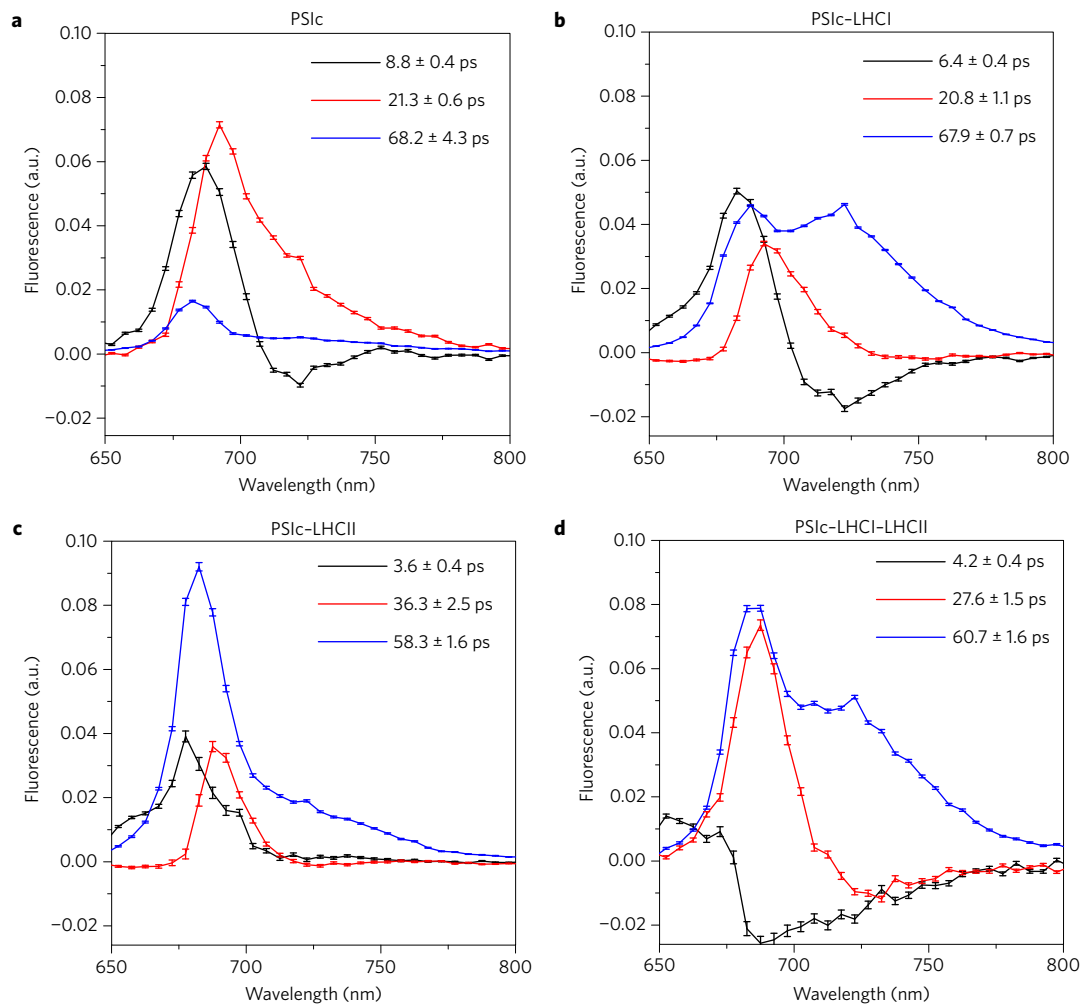 a
PSIc
0.10
0.08
0.06
0.04
0.02
0.00
−0.02
Fluorescence (a.u.)
8.8 ± 0.4 ps
21.3 ± 0.6 ps
68.2 ± 4.3 ps
650
700
750
800
Wavelength (nm)
b
PSIc–LHCI
0.10
0.08
0.06
0.04
0.02
0.00
−0.02
Fluorescence (a.u.)
6.4 ± 0.4 ps
20.8 ± 1.1 ps
67.9 ± 0.7 ps
650
700
750
800
Wavelength (nm)
c
PSIc–LHCII
0.10
0.08
0.06
0.04
0.02
0.00
−0.02
Fluorescence (a.u.)
3.6 ± 0.4 ps
36.3 ± 2.5 ps
58.3 ± 1.6 ps
650
700
750
800
Wavelength (nm)
d
PSIc–LHCI–LHCII
0.10
0.08
0.06
0.04
0.02
0.00
−0.02
Fluorescence (a.u.)
4.2 ± 0.4 ps
27.6 ± 1.5 ps
60.7 ± 1.6 ps
650
700
750
800
Wavelength (nm)